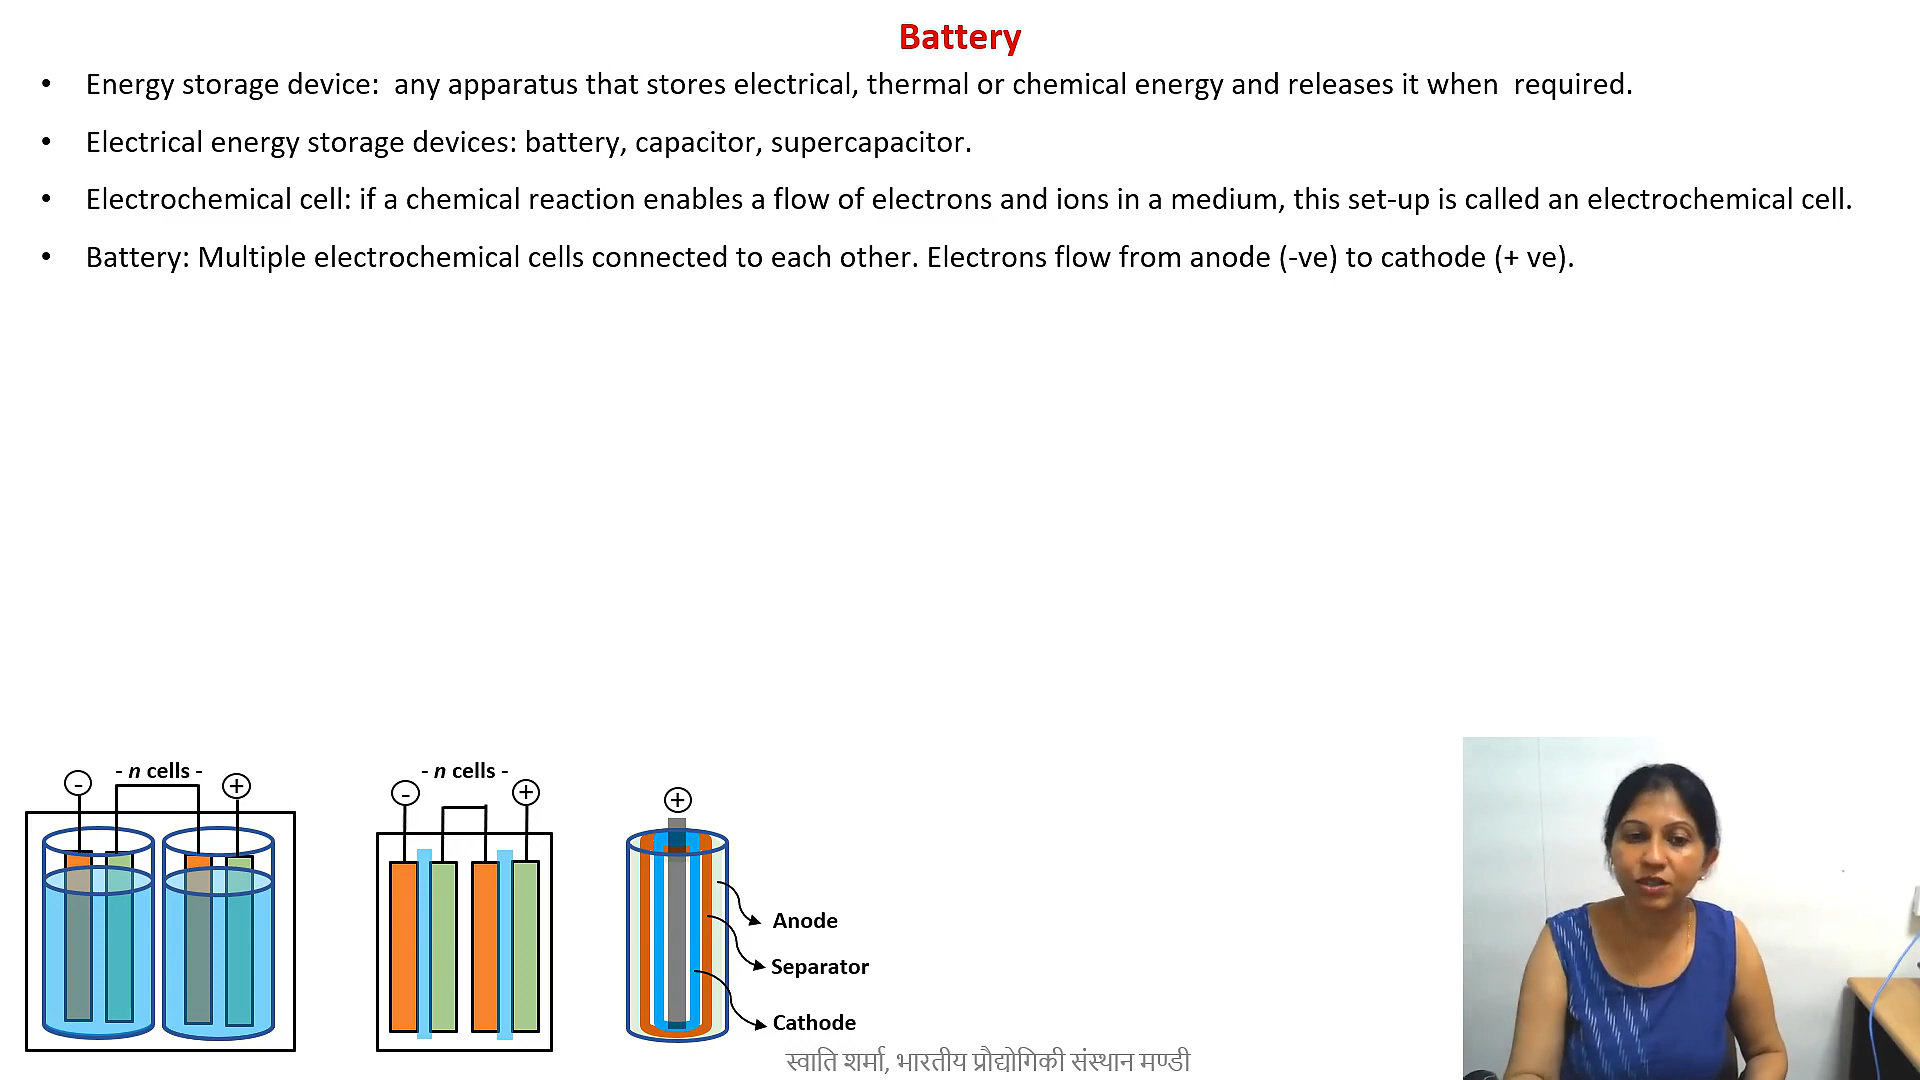 Battery
• Energy storage device:  any apparatus that stores electrical, thermal or chemical energy and releases it when  required.
• Electrical energy storage devices: battery, capacitor, supercapacitor.
• Electrochemical cell: if a chemical reaction enables a flow of electrons and ions in a medium, this set-up is called an electrochemical cell.
• Battery: Multiple electrochemical cells connected to each other. Electrons flow from anode (-ve) to cathode (+ ve).
- n cells -
- +
- n cells -
- +
+
Anode
Separator
Cathode
स्वाति शर्मा, भारतीय प्रौद्योगिकी संस्थान मण्डी